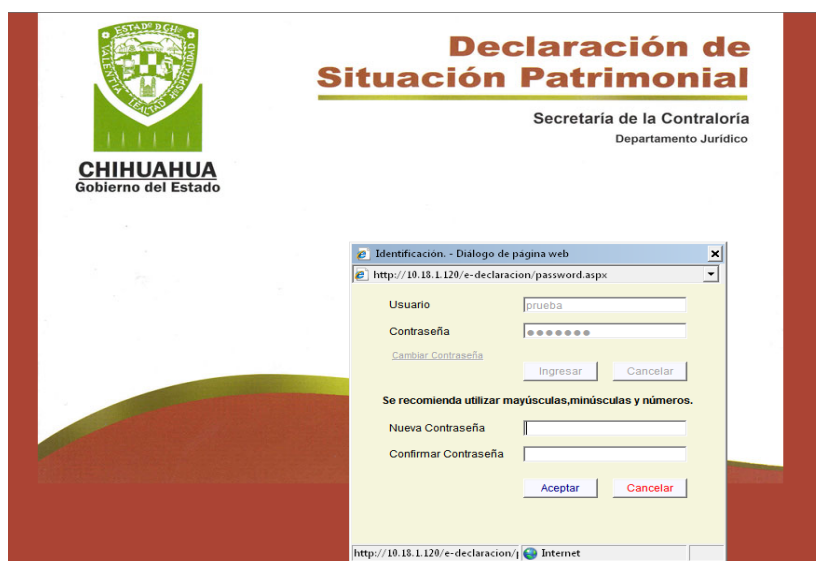 ESTADO D CHIH
VALENTIA
LEALTAD
HOSPITALIDAD
CHIHUAHUA
Gobierno del Estado
Declaración de
Situación Patrimonial
Secretaría de la Contraloría
Departamento Jurídico
Identificación. - Diálogo de página web
http://10.18.1.120/e-declaracion/password.aspx
Usuario
prueba
Contraseña
Cambiar Contraseña
Ingresar
Cancelar
Se recomienda utilizar mayúsculas,minúsculas y números.
Nueva Contraseña
Confirmar Contraseña
Aceptar
Cancelar
http://10.18.1.120/e-declaracion/
Internet